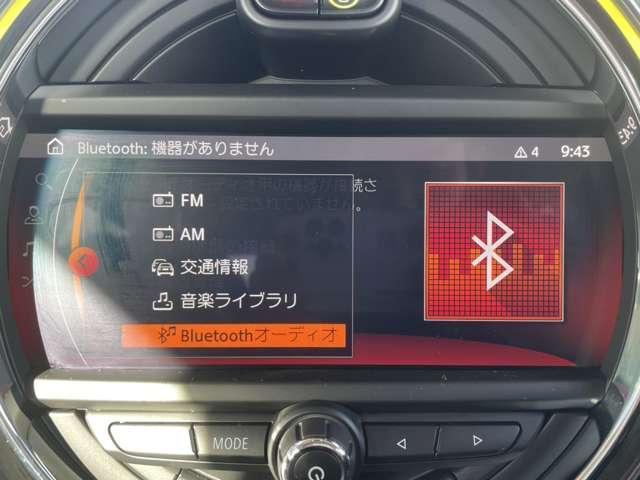 Bluetooth: 機器がありません
4
9:43
FM
AM
交通情報
音楽ライブラリ
Bluetoothオーディオ
MODE